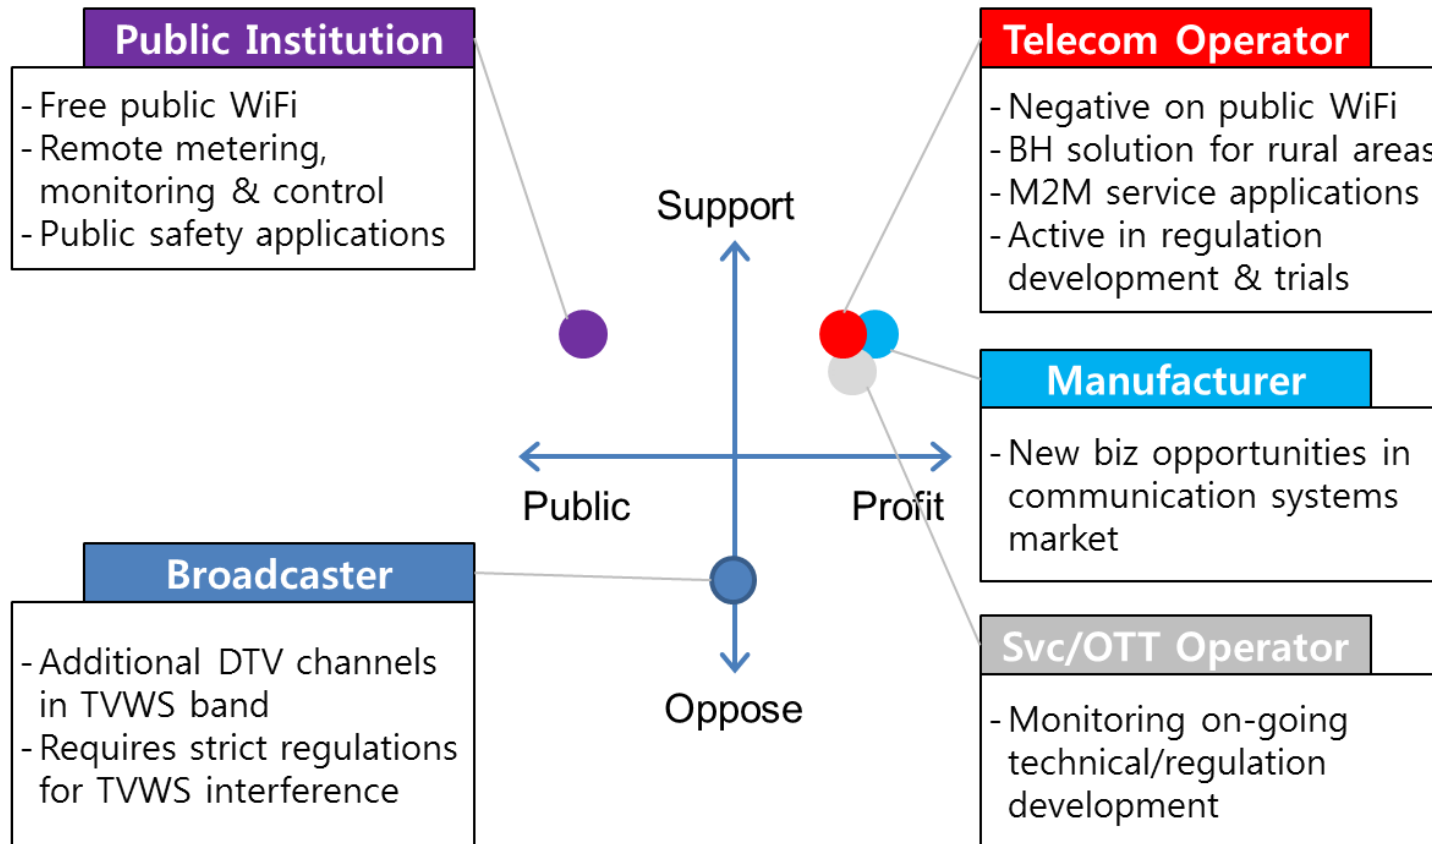 Public Institution
- Free public WiFi
- Remote metering,
monitoring & control
- Public safety applications
Telecom Operator
- Negative on public WiFi
- BH solution for rural areas
- M2M service applications
- Active in regulation
development & trials
Support
Public
Profit
Oppose
Manufacturer
- New biz opportunities in
communication systems
market
Broadcaster
- Additional DTV channels
in TVWS band
- Requires strict regulations
for TVWS interference
Svc/OTT Operator
- Monitoring on-going
technical/regulation
development